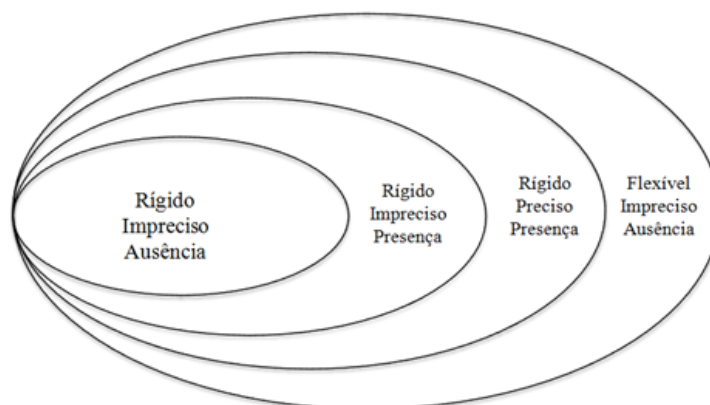 Rígido
Impreciso
Ausência
Rígido
Impreciso
Presença
Rígido
Preciso
Presença
Flexível
Impreciso
Ausência